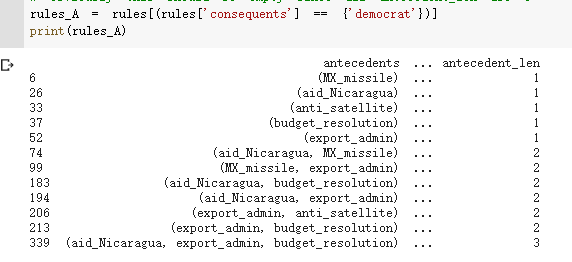 rules_A = rules[(rules['consequents'] == {'democrat'})]
print(rules_A)
antecedents ... antecedent_len
6 (MX_missile) ... 1
26 (aid_Nicaragua) ... 1
33 (anti_satellite) ... 1
37 (budget_resolution) ... 1
52 (export_admin) ... 1
74 (aid_Nicaragua, MX_missile) ... 2
99 (MX_missile, export_admin) ... 2
183 (aid_Nicaragua, budget_resolution) ... 2
194 (aid_Nicaragua, export_admin) ... 2
206 (export_admin, anti_satellite) ... 2
213 (export_admin, budget_resolution) ... 2
339 (aid_Nicaragua, export_admin, budget_resolution) ... 3